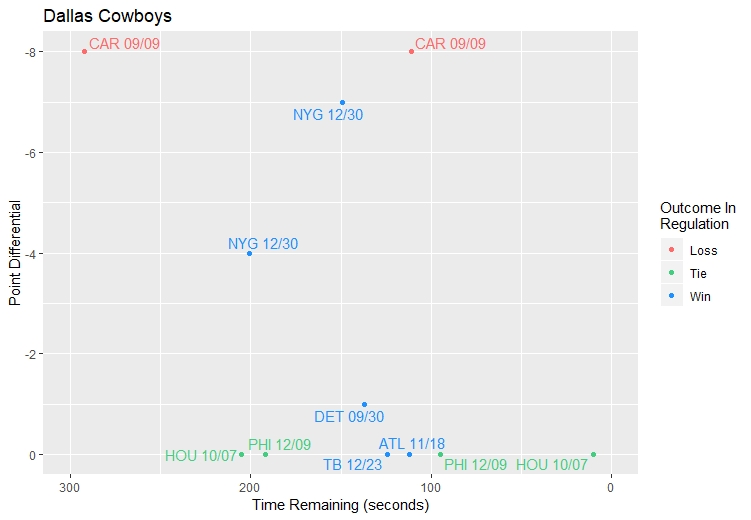 Dallas Cowboys
-8
CAR 09/09
CAR 09/09
NYG 12/30
-6
Point Differential
Outcome In
Regulation
Loss
Tie
Win
NYG 12/30
-4
-2
DET 09/30
PHI 12/09
ATL 11/18
0
HOU 10/07
TB 12/23
PHI 12/09
HOU 10/07
300
200
100
0
Time Remaining (seconds)